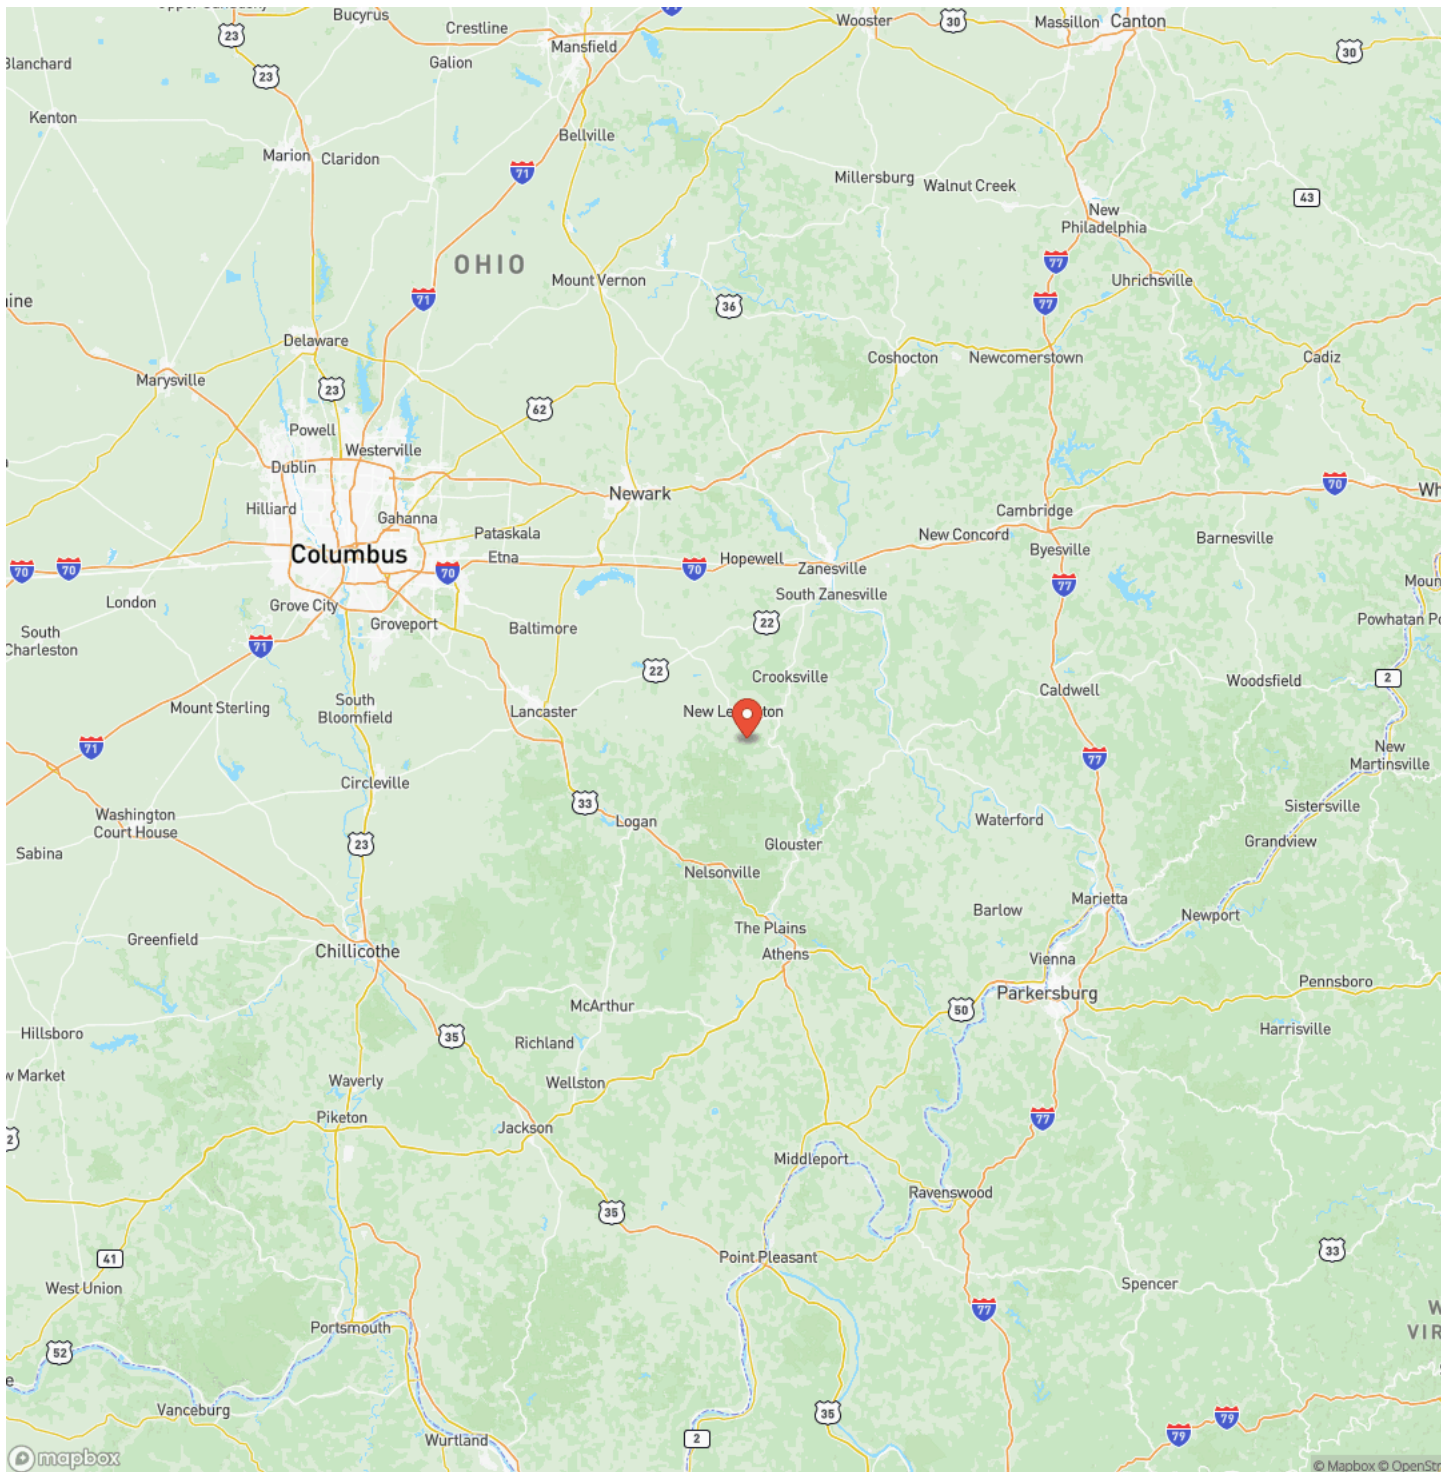 Bucyrus
Wooster
30
Massillon
Canton
23
Crestline
Mansfield
30
Blanchard
23
Galion
Kenton
Bellville
Marion
Claridon
71
Millersburg
Walnut Creek
43
New
Philadelphia
OHIO
77
Mount Vernon
Uhrichsville
71
36
77
Delaware
Coshocton
Newcomerstown
Cadiz
Marysville
23
62
Powell
Westerville
Dublin
70
Newark
Hilliard
Gahanna
Cambridge
Pataskala
New Concord
Barnesville
Columbus
Etna
Hopewell
Byesville
70
70
70
70
Zanesville
77
London
Grove City
South Zanesville
Groveport
Baltimore
22
Powhatan
South
Charleston
71
22
Crooksville
Woodsfield
2
Caldwell
Mount Sterling
South
Bloomfield
Lancaster
71
77
New
Martinsville
Circleville
33
Sistersville
Washington
Court House
Logan
Waterford
23
Grandview
Sabina
Glouster
Nelsonville
Marietta
Barlow
Newport
The Plains
Greenfield
Chillicothe
Athens
Vienna
Pennsboro
Parkersburg
McArthur
50
Hillsboro
35
Harrisville
Richland
Market
Waverly
Wellston
Piketon
77
Jackson
Middleport
Ravenswood
35
33
41
Point Pleasant
Spencer
West Union
77
Portsmouth
52
Vanceburg
35
79
79
Wurtland
2
mapbox
© Mapbox